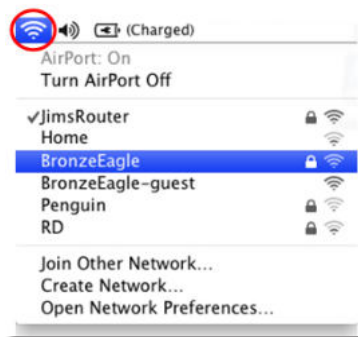 (Charged)
AirPort: On
Turn AirPort Off
✓JimsRouter
Home
BronzeEagle
BronzeEagle-guest
Penguin
RD
Join Other Network...
Create Network...
Open Network Preferences...